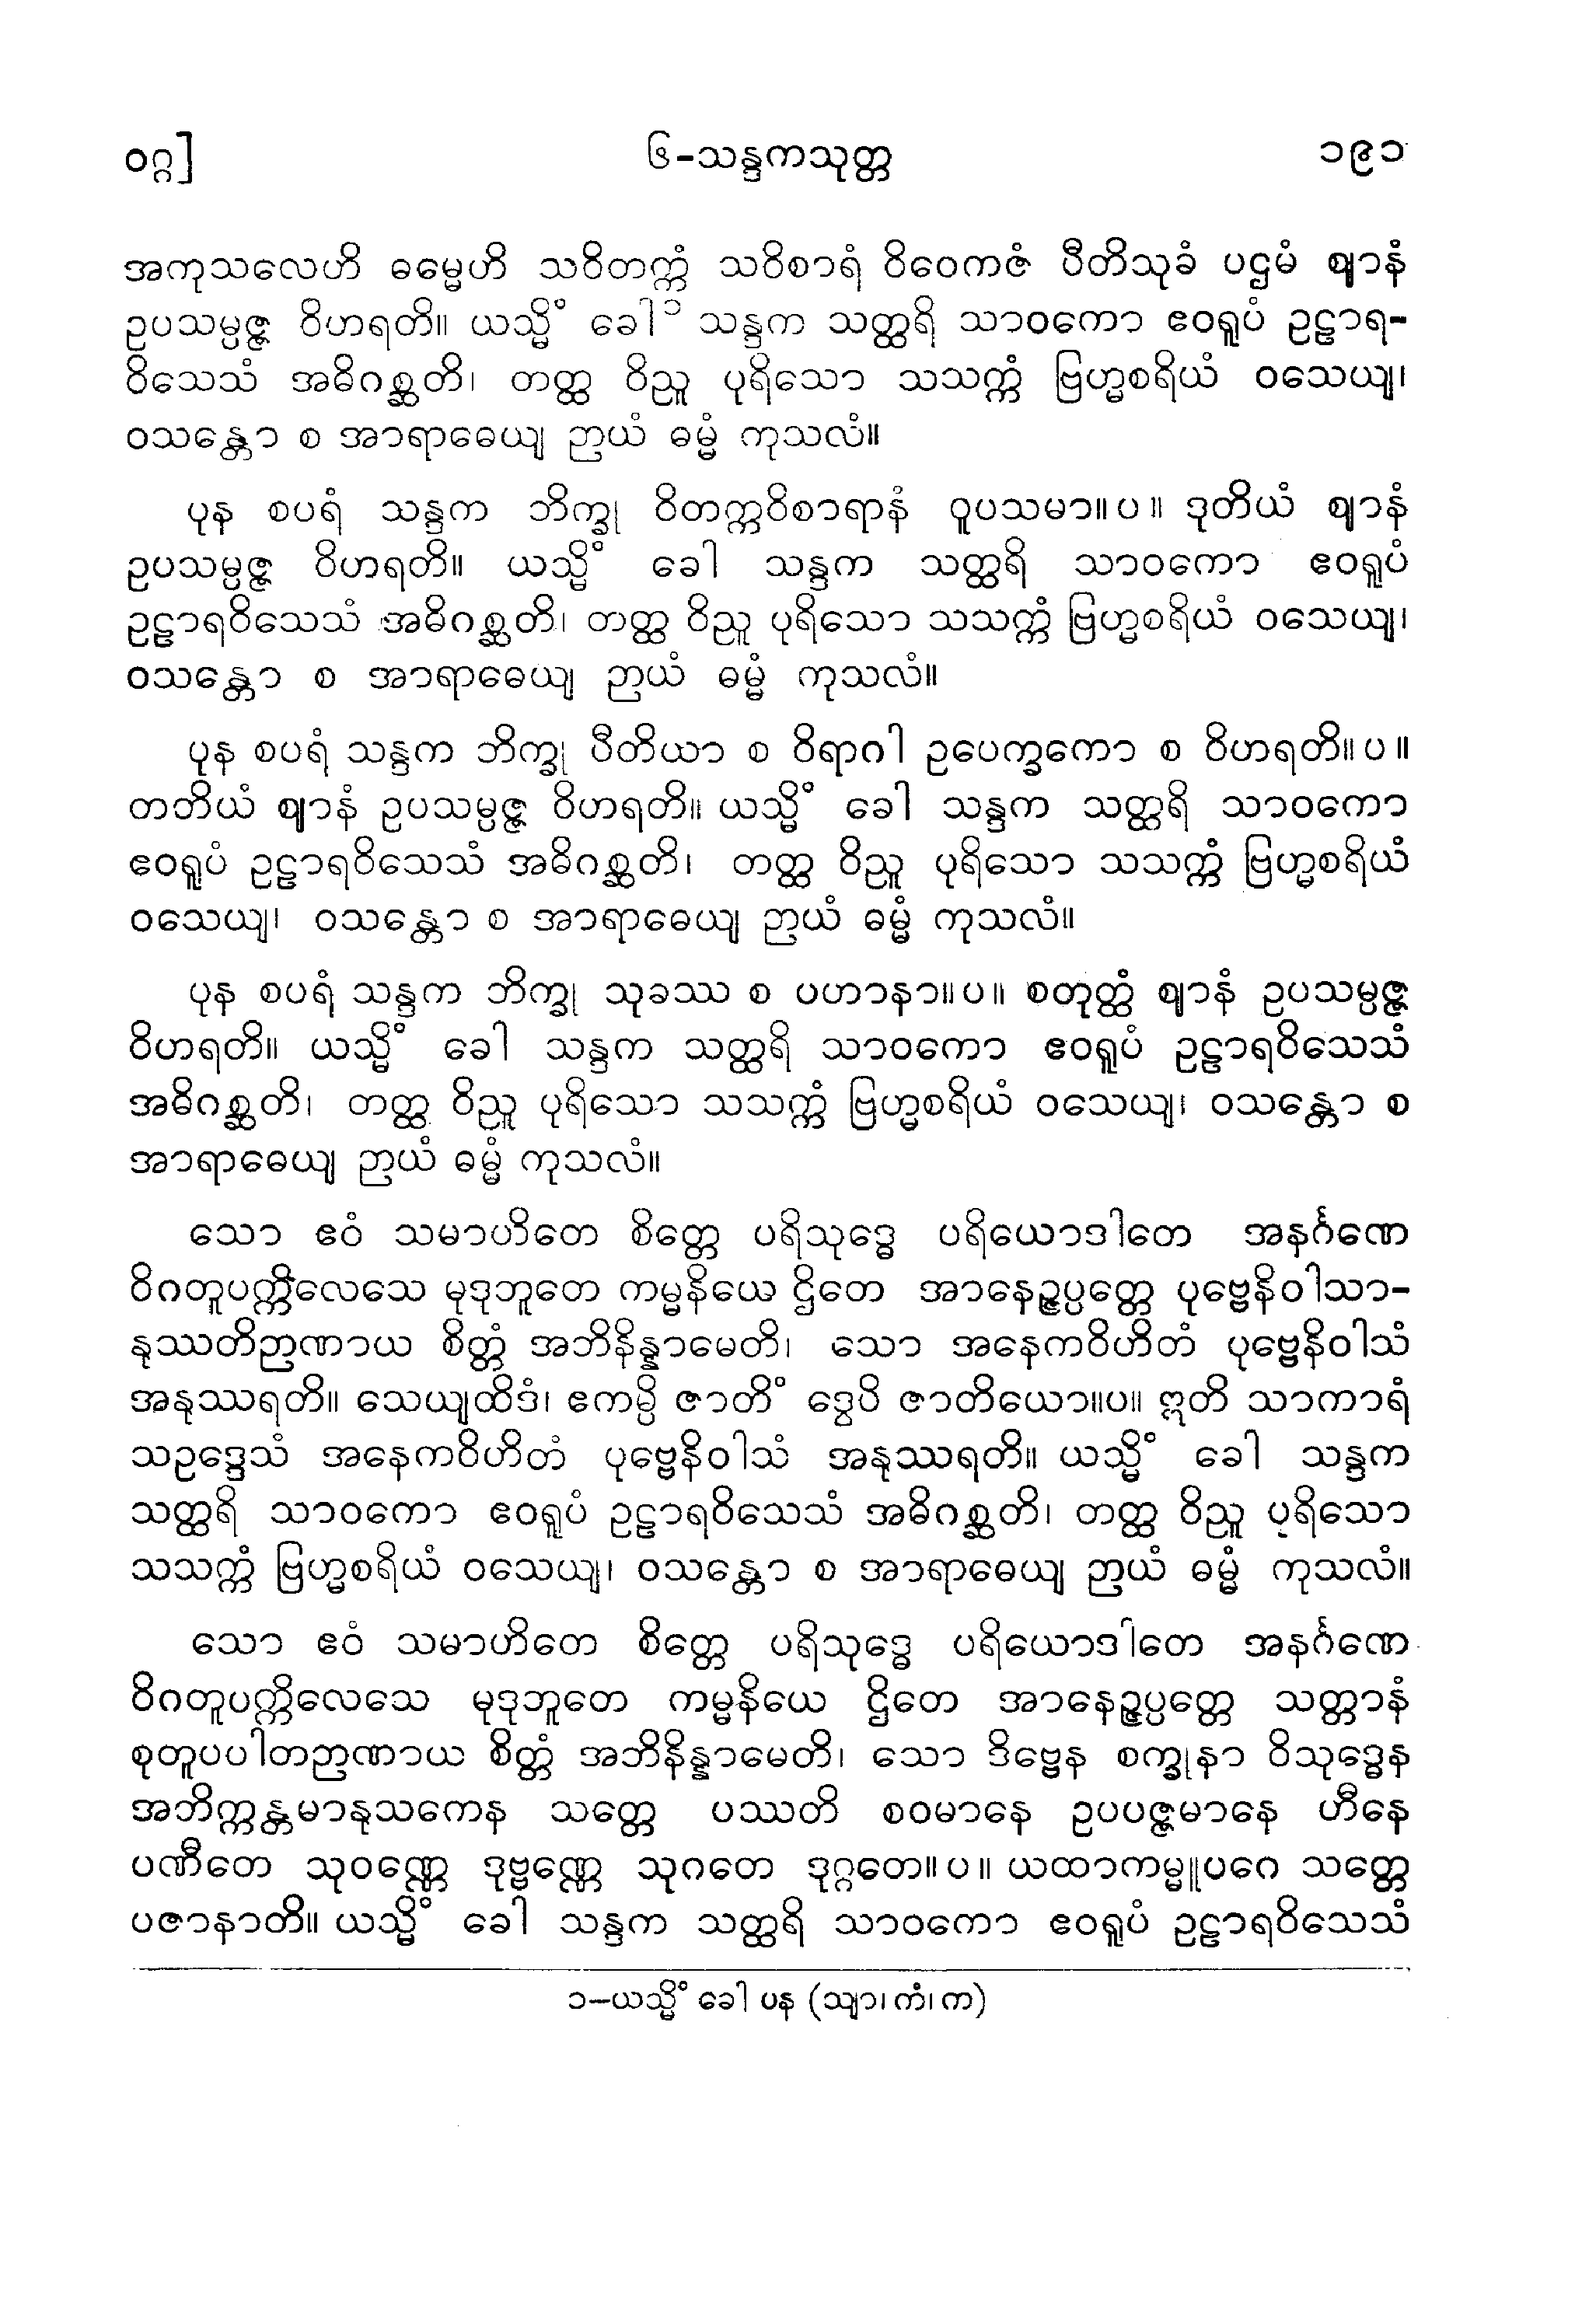 ဝဂ္ဂ]	၆-သန္ဒကသုတ္တ	၁၉၁
အကုသလေဟိ ဓမ္မေဟိ သဝိတက္ကံ သဝိစာရံ ဝိဝေကဇံ ပီတိသုခံ ပဌမံ ဈာနံ
ဥပသမ္ပဇ္ဇ ဝိဟရတိ။ ယသ္မိံ ခေါ၁ သန္ဒက သတ္ထရိ သာဝကော ဧဝရူပံ ဥဠာရ-
ဝိသေသံ အဓိဂစ္ဆတိ၊ တတ္ထ ဝိညူ ပုရိသော သသက္ကံ ဗြဟ္မစရိယံ ဝသေယျ၊
ဝသန္တော စ အာရာဓေယျ ဉာယံ ဓမ္မံ ကုသလံ။
ပုန စပရံ သန္ဒက ဘိက္ခု ဝိတက္ကဝိစာရာနံ ဝူပသမာ။ပ။ ဒုတိယံ ဈာနံ
ဥပသမ္ပဇ္ဇ ဝိဟရတိ။ ယသ္မိံ ခေါ သန္ဒက သတ္ထရိ သာဝကော ဧဝရူပံ
ဥဠာရဝိသေသံ အဓိဂစ္ဆတိ၊ တတ္ထ ဝိညူ ပုရိသော သသက္ကံ ဗြဟ္မစရိယံ ဝသေယျ၊
ဝသန္တော စ အာရာဓေယျ ဉာယံ ဓမ္မံ ကုသလံ။
ပုန စပရံ သန္ဒက ဘိက္ခု ပီတိယာ စ ဝိရာဂါ ဥပေက္ခကော စ ဝိဟရတိ။ပ။
တတိယံ ဈာနံ ဥပသမ္ပဇ္ဇ ဝိဟရတိ။ ယသ္မိံ ခေါ သန္ဒက သတ္ထရိ သာဝကော
ဧဝရူပံ ဥဠာရဝိသေသံ အဓိဂစ္ဆတိ၊ တတ္ထ ဝိညူ ပုရိသော သသက္ကံ ဗြဟ္မစရိယံ
ဝသေယျ၊ ဝသန္တော စ အာရာဓေယျ ဉာယံ ဓမ္မံ ကုသလံ။
ပုန စပရံ သန္ဒက ဘိက္ခု သုခဿ စ ပဟာနာ။ပ။ စတုတ္ထံ ဈာနံ ဥပသမ္ပဇ္ဇ
ဝိဟရတိ။ ယသ္မိံ ခေါ သန္ဒက သတ္ထရိ သာဝကော ဧဝရူပံ ဥဠာရဝိသေသံ
အဓိဂစ္ဆတိ၊ တတ္ထ ဝိညူ ပုရိသော သသက္ကံ ဗြဟ္မစရိယံ ဝသေယျ၊ ဝသန္တော စ
အာရာဓေယျ ဉာယံ ဓမ္မံ ကုသလံ။
သော ဧဝံ သမာဟိတေ စိတ္တေ ပရိသုဒ္ဓေ ပရိယောဒါတေ အနင်္ဂဏေ
ဝိဂတူပက္ကိလေသေ မုဒုဘူတေ ကမ္မနိယေ ဌိတေ အာနေဉ္ဇပ္ပတ္တေ ပုဗ္ဗေနိဝါသာ-
နုဿတိဉာဏာယ စိတ္တံ အဘိနိန္နာမေတိ၊ သော အနေကဝိဟိတံ ပုဗ္ဗေနိဝါသံ
အနုဿရတိ။ သေယျထိဒံ၊ ဧကမ္ပိ ဇာတိံ ဒွေပိ ဇာတိယော။ပ။ ဣတိ သာကာရံ
သဥဒ္ဒေသံ အနေကဝိဟိတံ ပုဗ္ဗေနိဝါသံ အနုဿရတိ။ ယသ္မိံ ခေါ သန္ဒက
သတ္ထရိ သာဝကော ဧဝရူပံ ဥဠာရဝိသေသံ အဓိဂစ္ဆတိ၊ တတ္ထ ဝိညူ ပုရိသော
သသက္ကံ ဗြဟ္မစရိယံ ဝသေယျ၊ ဝသန္တော စ အာရာဓေယျ ဉာယံ ဓမ္မံ ကုသလံ။
သော ဧဝံ သမာဟိတေ စိတ္တေ ပရိသုဒ္ဓေ ပရိယောဒါတေ အနင်္ဂဏေ
ဝိဂတူပက္ကိလေသေ မုဒုဘူတေ ကမ္မနိယေ ဌိတေ အာနေဉ္ဇပ္ပတ္တေ သတ္တာနံ
စုတူပပါတဉာဏာယ စိတ္တံ အဘိနိန္နာမေတိ၊ သော ဒိဗ္ဗေန စက္ခုနာ ဝိသုဒ္ဓေန
အဘိက္ကန္တမာနုသကေန သတ္တေ ပဿတိ စဝမာနေ ဥပပဇ္ဇမာနေ ဟီနေ
ပဏီတေ သုဝဏ္ဏေ ဒုဗ္ဗဏ္ဏေ သုဂတေ ဒုဂ္ဂတေ။ပ။ ယထာကမ္မူပဂေ သတ္တေ
ပဇာနာတိ။ ယသ္မိံ ခေါ သန္ဒက သတ္ထရိ သာဝကော ဧဝရူပံ ဥဠာရဝိသေသံ
၁-ယသ္မိံ ခေါ ပန (သျာ၊ ကံ၊ က)